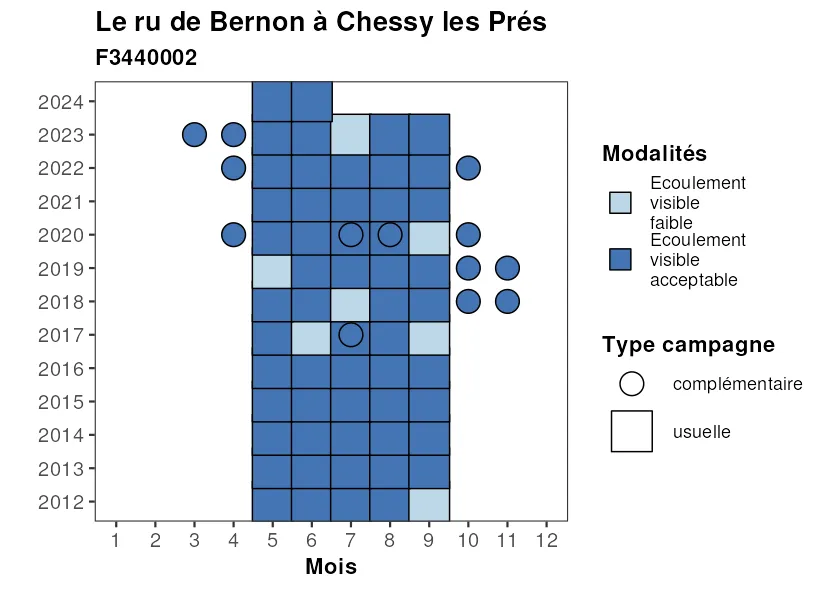 Le ru de Bernon à Chessy les Prés
F3440002
2024
2023
2022
2021
2020
2019
2018
2017
2016
2015
2014
2013
2012
1 2 3 4 5 6 7 8 9 10 11 12
Mois
Modalités
Ecoulement
visible
faible
Ecoulement
visible
acceptable
Type campagne
complémentaire
usuelle